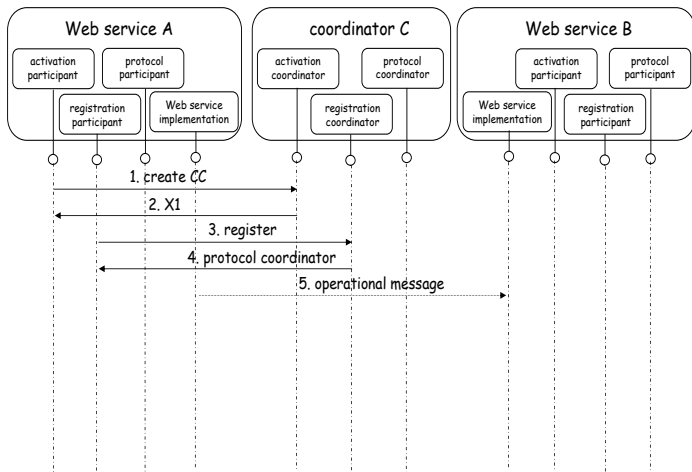 Web service A
activation
participant
protocol
participant
registration
participant
Web service
implementation
coordinator C
activation
coordinator
protocol
coordinator
registration
coordinator
Web service B
activation
participant
protocol
participant
Web service
implementation
registration
participant
1. create CC
2. X1
3. register
4. protocol coordinator
5. operational message